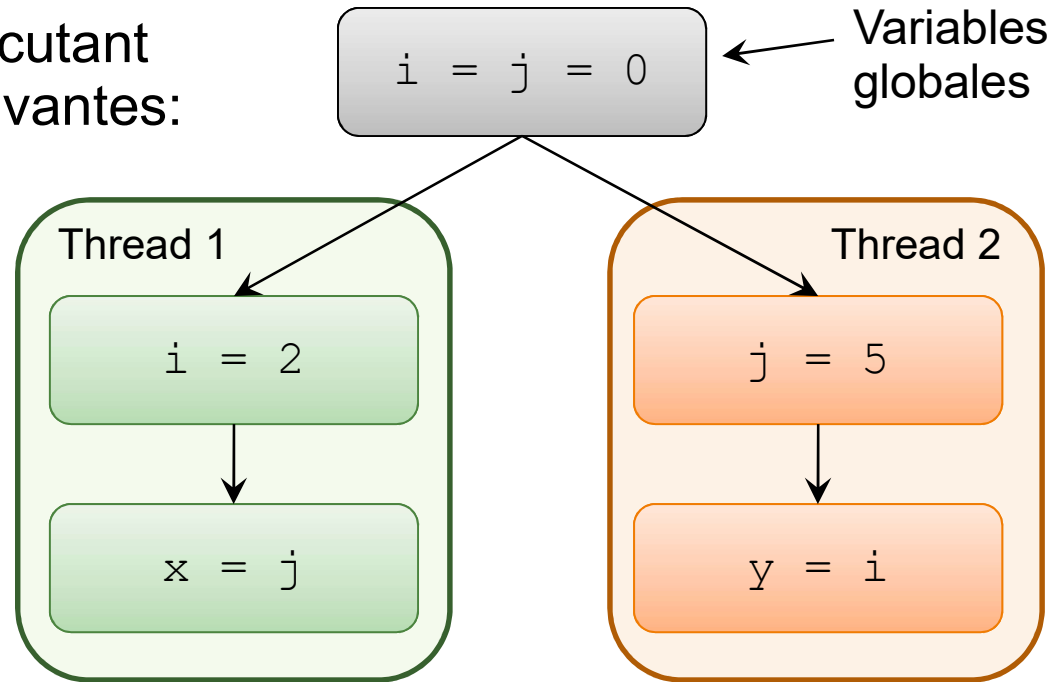 cutant
vantes:
i = j = 0
Variables
globales
Thread 1
i = 2
x = j
Thread 2
j = 5
y = i